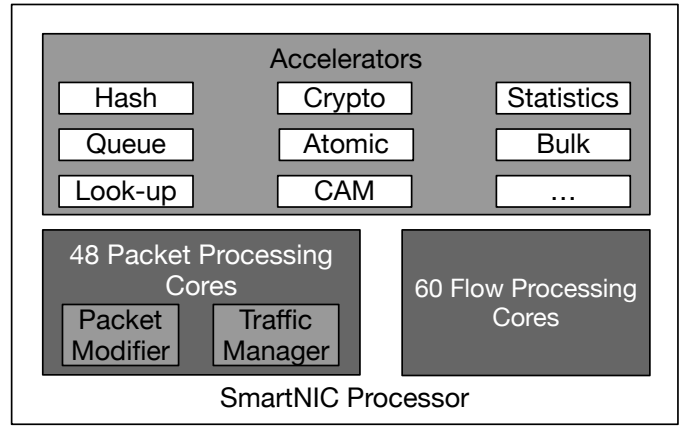 Accelerators
Hash
Crypto
Statistics
Queue
Atomic
Bulk
Look-up
CAM
...
48 Packet Processing
Cores
Packet
Modifier
Traffic
Manager
60 Flow Processing
Cores
SmartNIC Processor